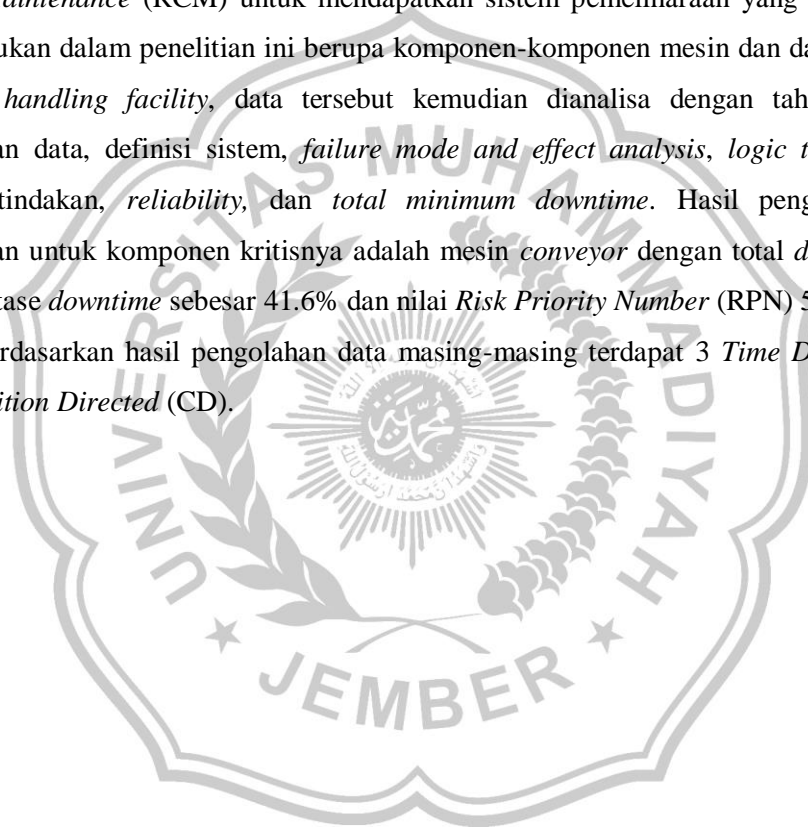 aintenance (RCM) untuk mendapatkan sistem pemeliharaan yang
ukan dalam penelitian ini berupa komponen-komponen mesin dan da
handling facility, data tersebut kemudian dianalisa dengan tah
an data, definisi sistem, failure mode and effect analysis, logic t
tindakan, reliability, dan total minimum downtime. Hasil peng
an untuk komponen kritisnya adalah mesin conveyor dengan total d
tase downtime sebesar 41.6% dan nilai Risk Priority Number (RPN) 5
rdasarkan hasil pengolahan data masing-masing terdapat 3 Time D
ition Directed (CD).
UNIVERSITAS MUHAMMADIYAH
JEMBER